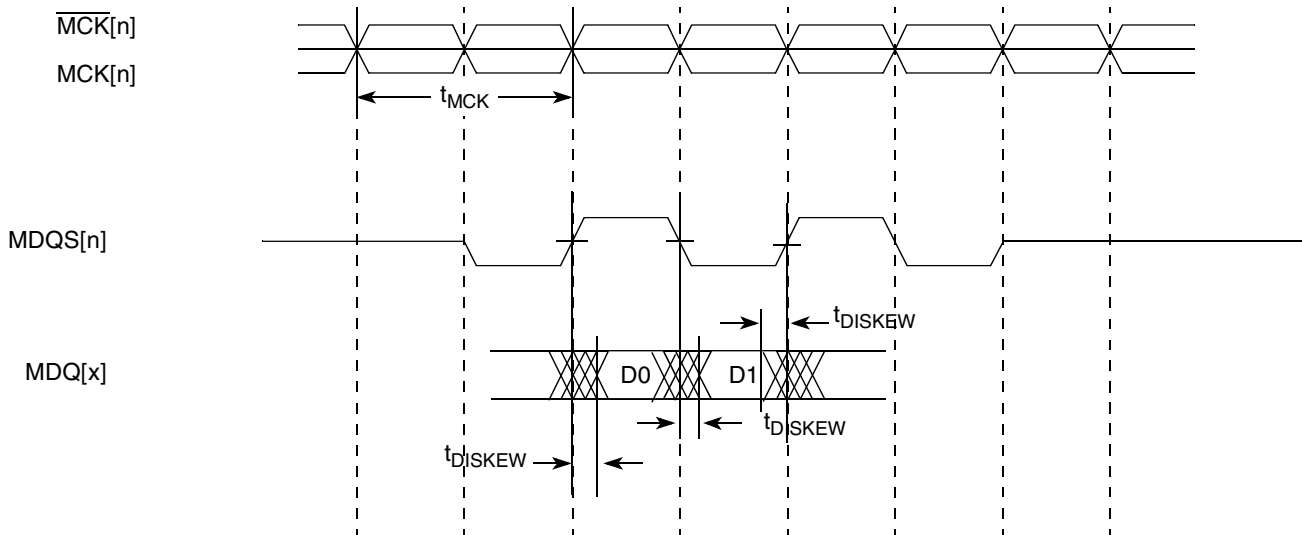 MCK[n]
MCK[n]
tMCK
MDQS[n]
tDISKEW
MDQ[x]
D0
D1
tDISKEW
tDISKEW